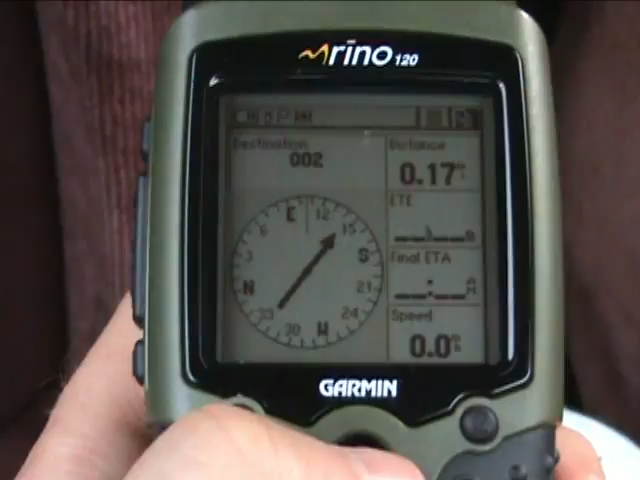 rino 120
Destination
002
Distance
0.17
ETE
Final ETA
Speed
0.0
E 12 15 S 21 24 W 30 33 N 3 6
GARMIN